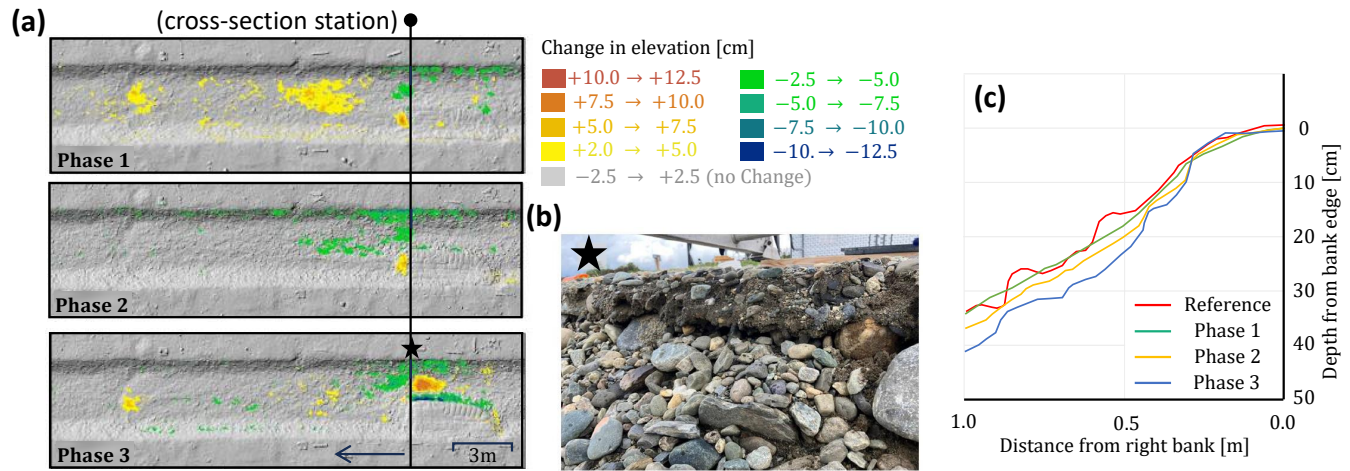 (a)
(cross-section station)
Phase 1
Phase 2
Phase 3
3m
Change in elevation [cm]
+10.0 → +12.5
+7.5 → +10.0
+5.0 → +7.5
+2.0 → +5.0
−2.5 → +2.5 (no Change)
−2.5 → −5.0
−5.0 → −7.5
−7.5 → −10.0
−10. → −12.5
(b)
(c)
0
10
20
30
40
50
Depth from bank edge [cm]
Reference
Phase 1
Phase 2
Phase 3
1.0
0.5
0.0
Distance from right bank [m]